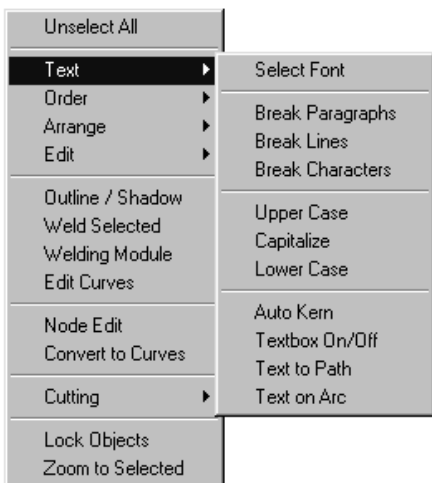 Unselect All
Text
Order
Arrange
Edit
Outline / Shadow
Weld Selected
Welding Module
Edit Curves
Node Edit
Convert to Curves
Cutting
Lock Objects
Zoom to Selected
Select Font
Break Paragraphs
Break Lines
Break Characters
Upper Case
Capitalize
Lower Case
Auto Kern
Textbox On/Off
Text to Path
Text on Arc